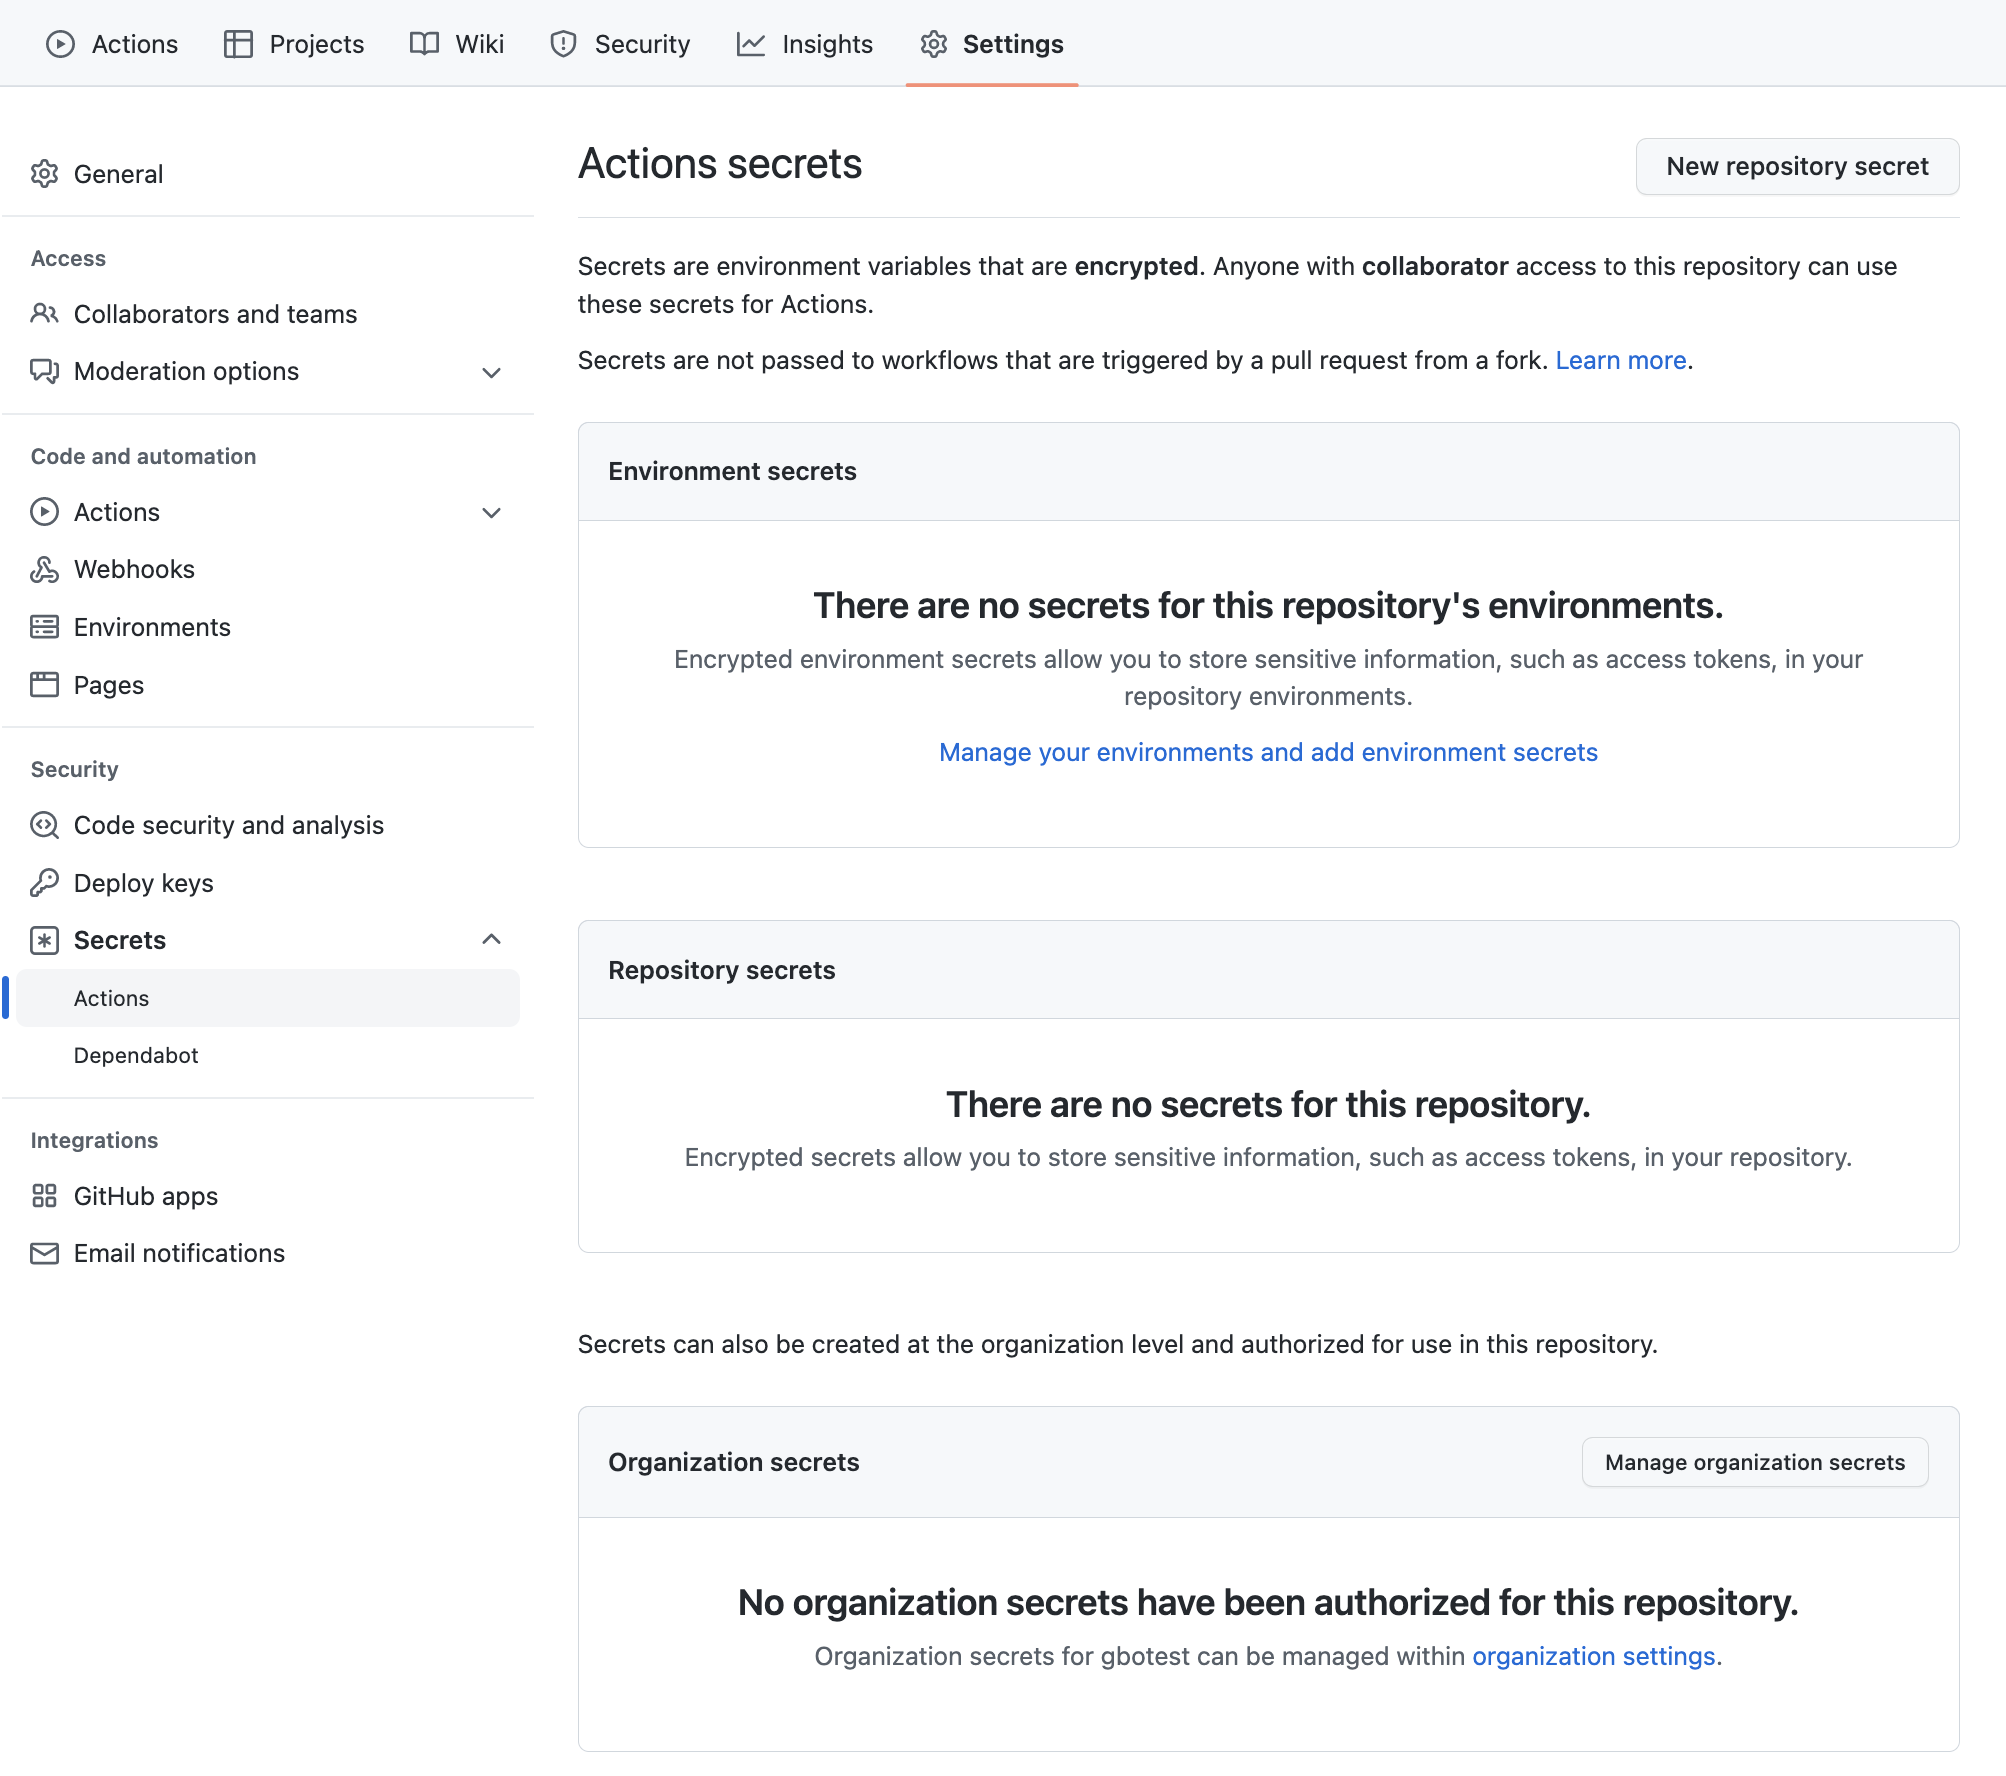 Actions Projects Wiki Security Insights Settings
General
Access
Collaborators and teams
Moderation options
Code and automation
Actions
Webhooks
Environments
Pages
Security
Code security and analysis
Deploy keys
Secrets
Actions
Dependabot
Integrations
GitHub apps
Email notifications
Actions secrets
New repository secret
Secrets are environment variables that are encrypted. Anyone with collaborator access to this repository can use
these secrets for Actions.
Secrets are not passed to workflows that are triggered by a pull request from a fork. Learn more.
Environment secrets
There are no secrets for this repository's environments.
Encrypted environment secrets allow you to store sensitive information, such as access tokens, in your
repository environments.
Manage your environments and add environment secrets
Repository secrets
There are no secrets for this repository.
Encrypted secrets allow you to store sensitive information, such as access tokens, in your repository.
Secrets can also be created at the organization level and authorized for use in this repository.
Organization secrets
Manage organization secrets
No organization secrets have been authorized for this repository.
Organization secrets for gbotest can be managed within organization settings.